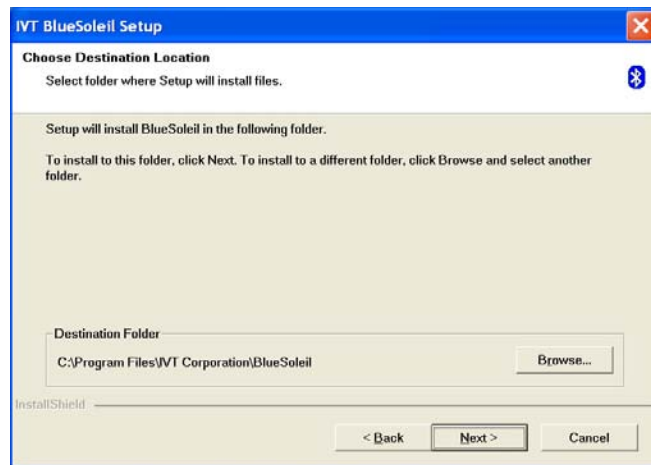 IVT BlueSoleil Setup
Choose Destination Location
Select folder where Setup will install files.
Setup will install BlueSoleil in the following folder.
To install to this folder, click Next. To install to a different folder, click Browse and select another
folder.
Destination Folder
C:\Program Files\IVT Corporation\BlueSoleil
Browse...
InstallShield
< Back
Next >
Cancel